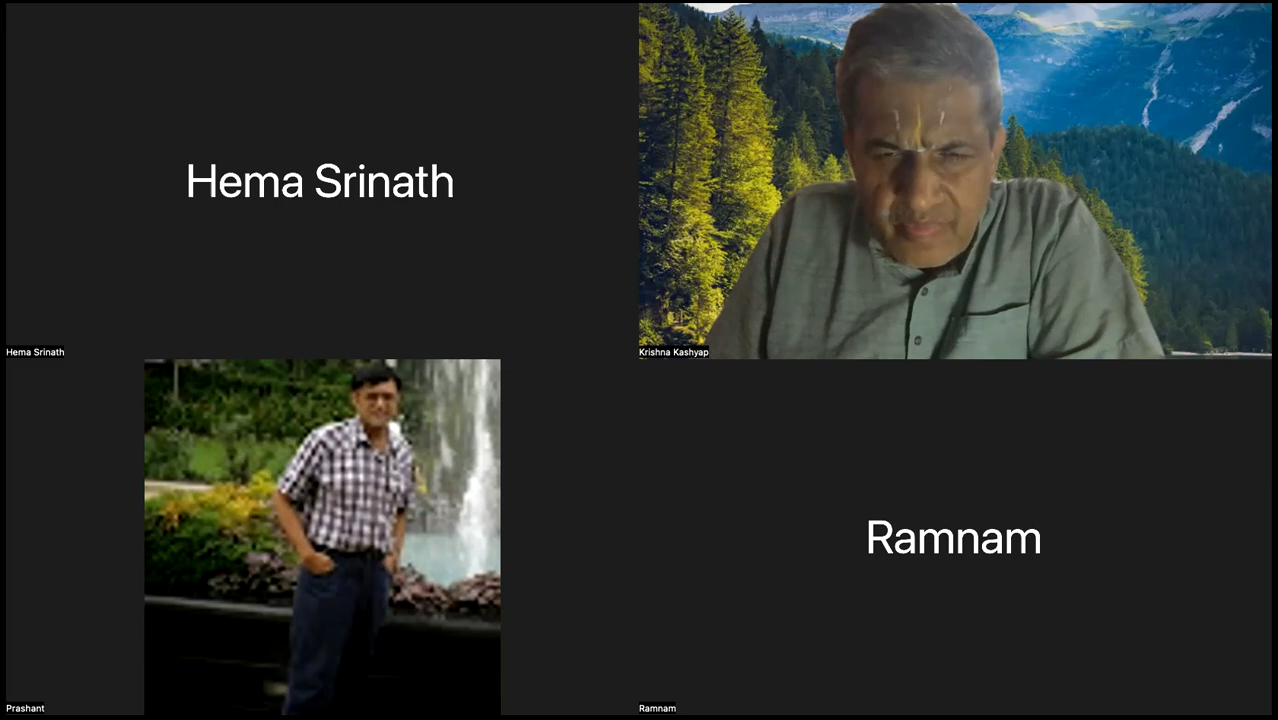 Hema Srinath
Hema Srinath
Krishna Kashyap
Ramnam
Prashant
Ramnam